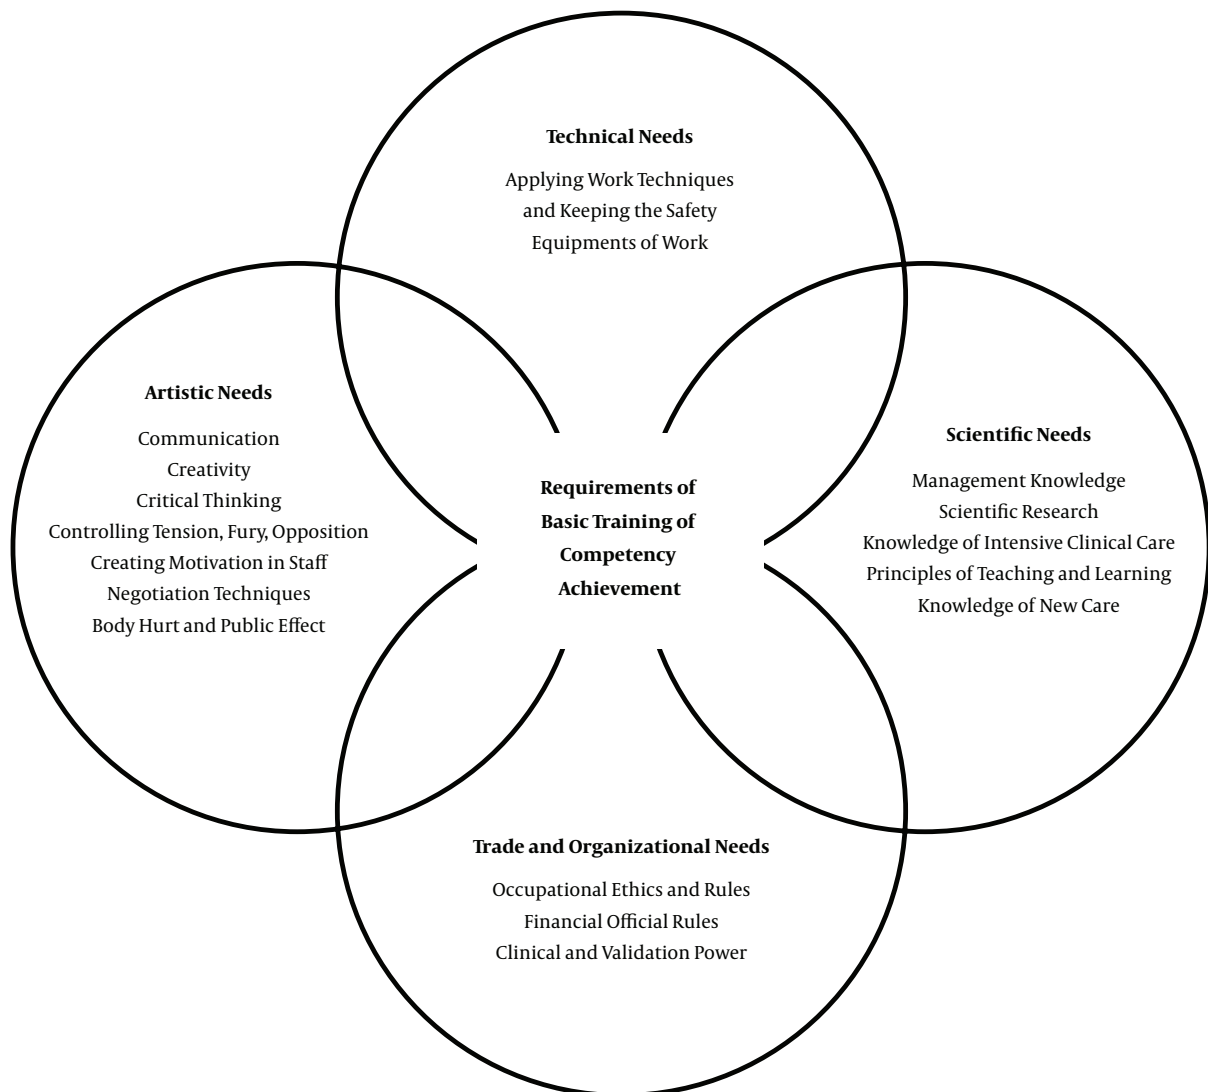 Technical Needs
Applying Work Techniques
and Keeping the Safety
Equipments of Work
Artistic Needs
Communication
Creativity
Critical Thinking
Controlling Tension, Fury, Opposition
Creating Motivation in Staff
Negotiation Techniques
Body Hurt and Public Effect
Requirements of
Basic Training of
Competency
Achievement
Scientific Needs
Management Knowledge
Scientific Research
Knowledge of Intensive Clinical Care
Principles of Teaching and Learning
Knowledge of New Care
Trade and Organizational Needs
Occupational Ethics and Rules
Financial Official Rules
Clinical and Validation Power